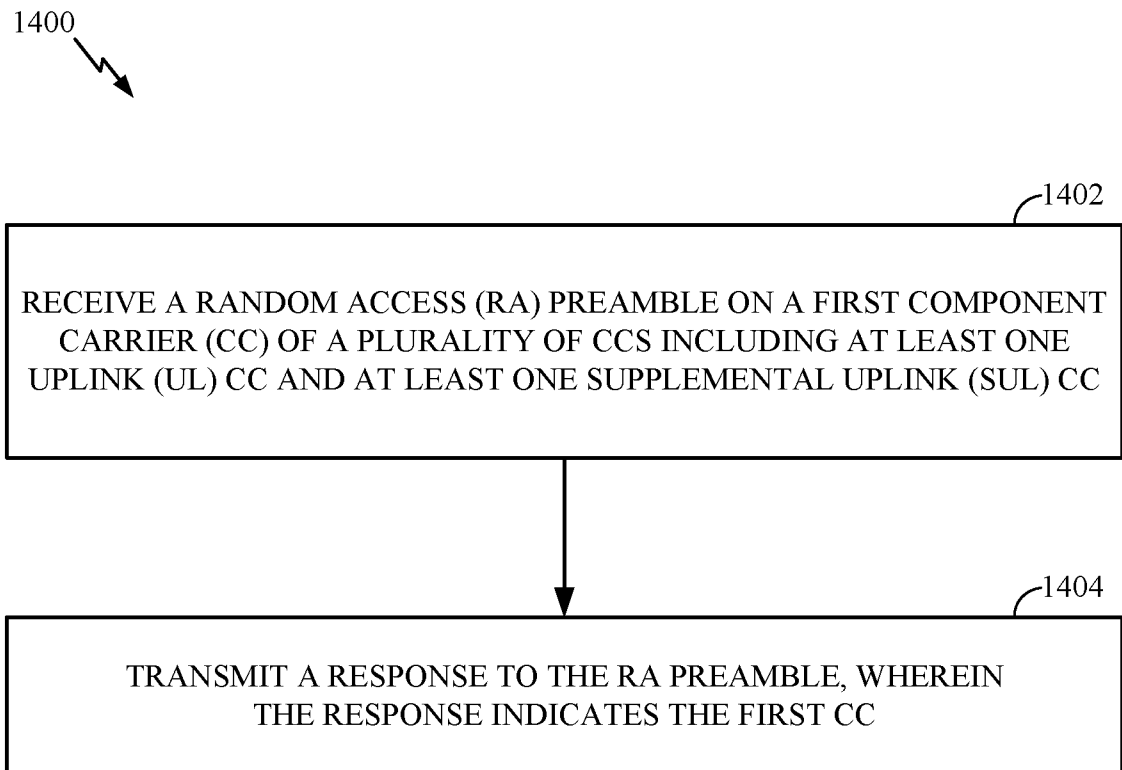 1400
1402
RECEIVE A RANDOM ACCESS (RA) PREAMBLE ON A FIRST COMPONENT
CARRIER (CC) OF A PLURALITY OF CCS INCLUDING AT LEAST ONE
UPLINK (UL) CC AND AT LEAST ONE SUPPLEMENTAL UPLINK (SUL) CC
1404
TRANSMIT A RESPONSE TO THE RA PREAMBLE, WHEREIN
THE RESPONSE INDICATES THE FIRST CC